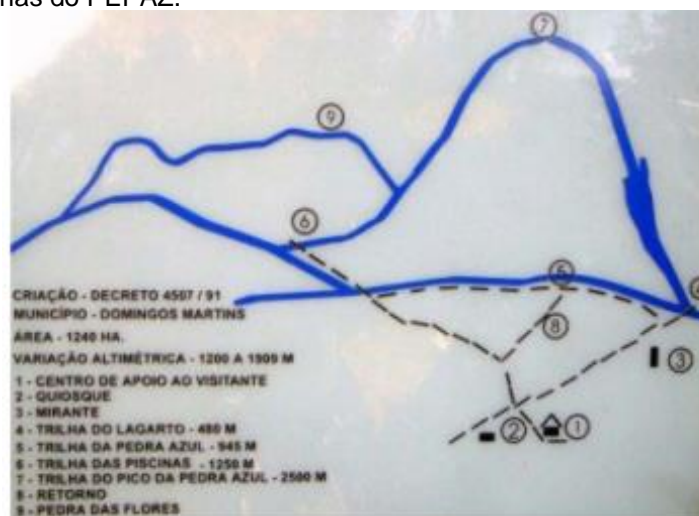 do PEPAZ.
7
9
6
CRIAÇÃO - DECRETO 4507 / 91
MUNICÍPIO - DOMINGOS MARTINS
ÁREA - 1240 HA.
VARIAÇÃO ALTIMÉTRICA - 1200 A 1909 M
1 - CENTRO DE APOIO AO VISITANTE
2 - QUIOSQUE
3 - MIRANTE
4 - TRILHA DO LAGARTO - 480 M
5 - TRILHA DA PEDRA AZUL - 945 M
6 - TRILHA DAS PISCINAS - 1250 M
7 - TRILHA DO PICO DA PEDRA AZUL - 2500 M
8 - RETORNO
9 - PEDRA DAS FLORES
5
4
8
3
2
1